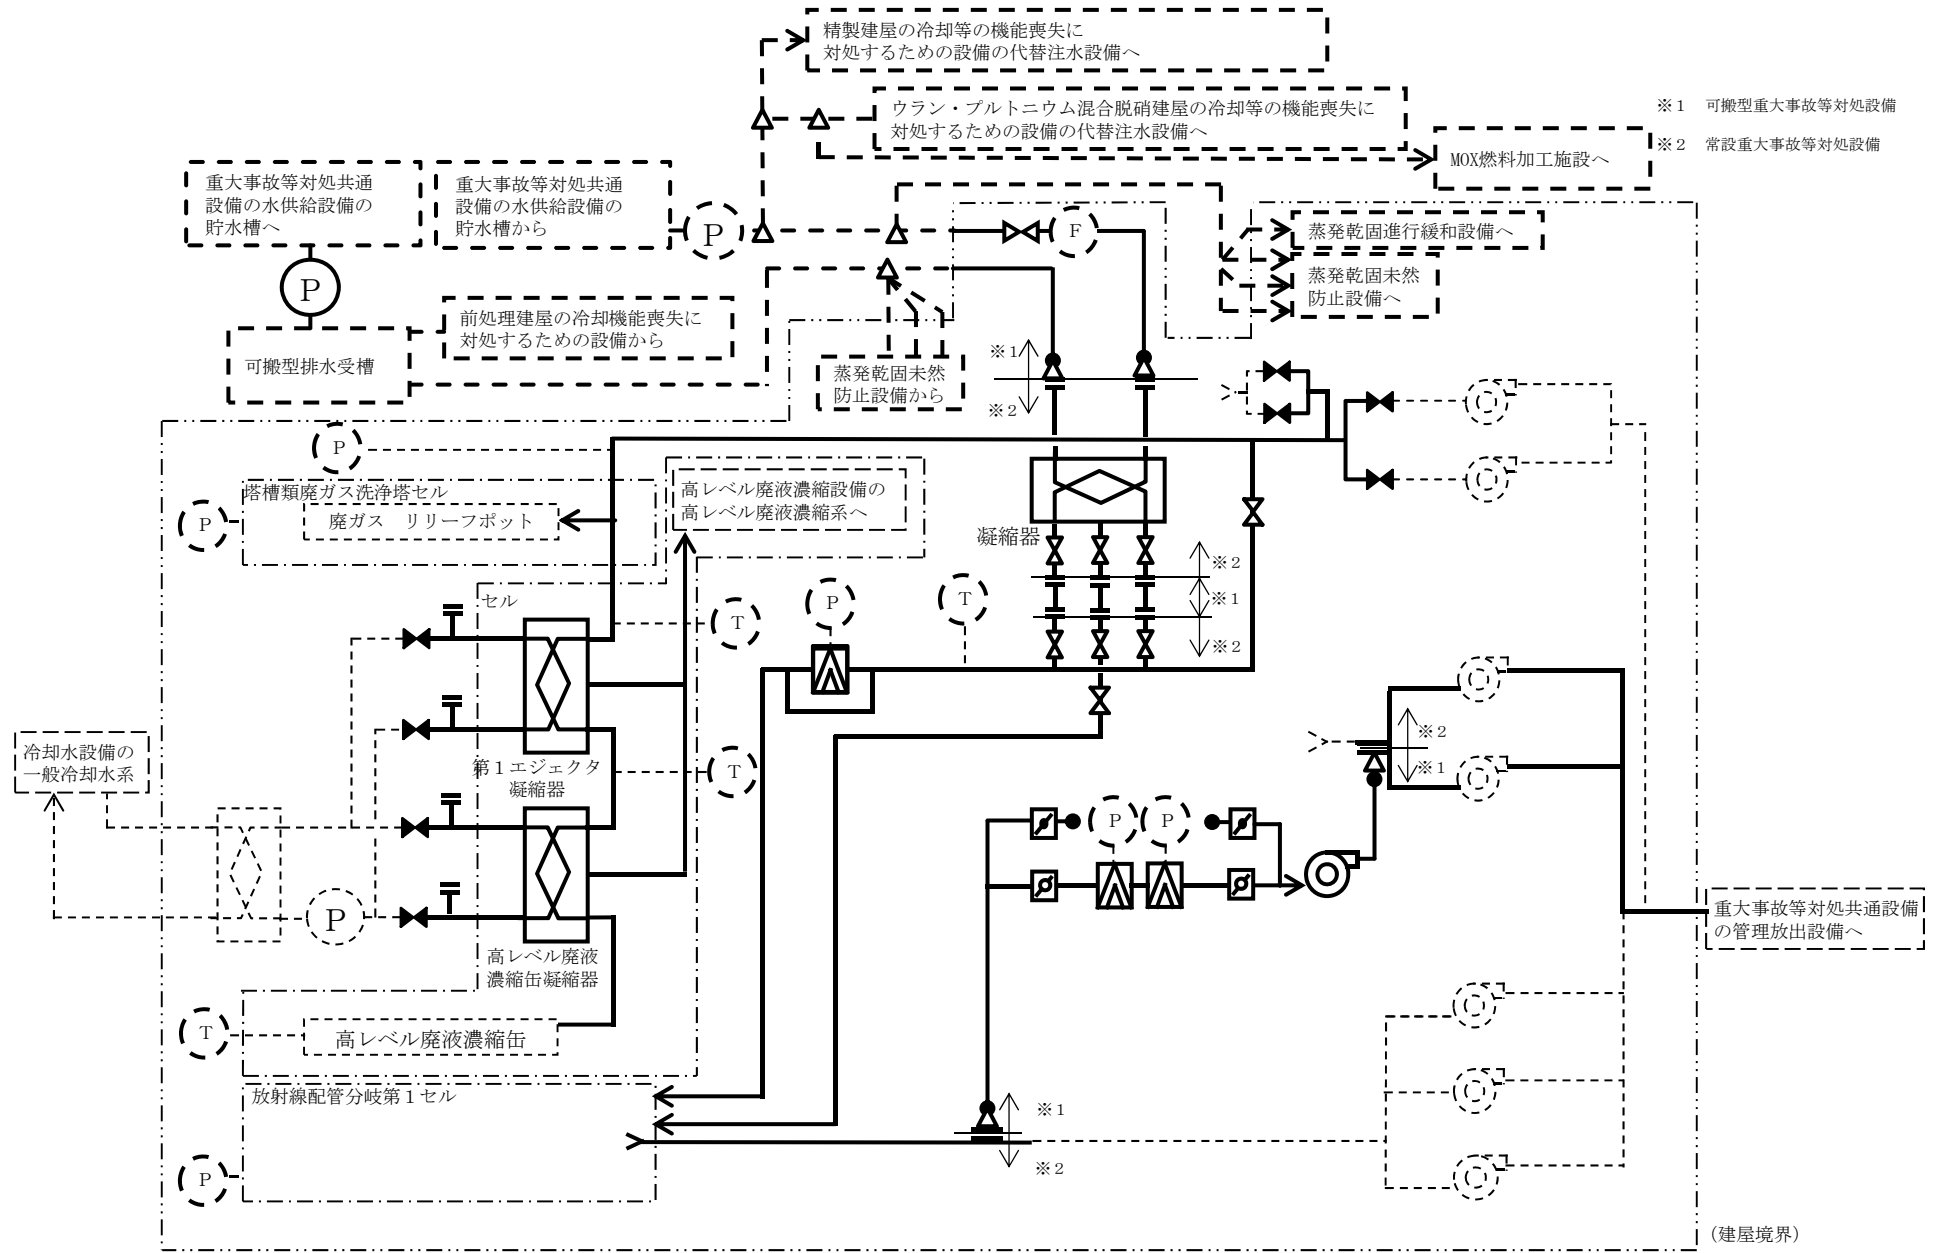 精製建屋の冷却等の機能喪失に
対処するための設備の代替注水設備へ
ウラン・プルトニウム混合脱硝建屋の冷却等の機能喪失に
対処するための設備の代替注水設備へ
※1 可搬型重大事故等対処設備
※2 常設重大事故等対処設備
MOX燃料加工施設へ
重大事故等対処共通
設備の水供給設備の
貯水槽へ
重大事故等対処共通
設備の水供給設備の
貯水槽から
P
F
蒸発乾固進行緩和設備へ
蒸発乾固未然
防止設備へ
P
前処理建屋の冷却機能喪失に
対処するための設備から
可搬型排水受槽
蒸発乾固未然
防止設備から
※1
※2
P
塔槽類廃ガス洗浄塔セル
廃ガス リリーフポット
P
高レベル廃液濃縮設備の
高レベル廃液濃縮系へ
凝縮器
※2
※1
※2
セル
T
P
T
第1エジェクタ
凝縮器
T
冷却水設備の
一般冷却水系
※2
※1
P
P
P
高レベル廃液
濃縮缶凝縮器
重大事故等対処共通設備
の管理放出設備へ
T
高レベル廃液濃縮缶
放射線配管分岐第1セル
※1
※2
P
(建屋境界)